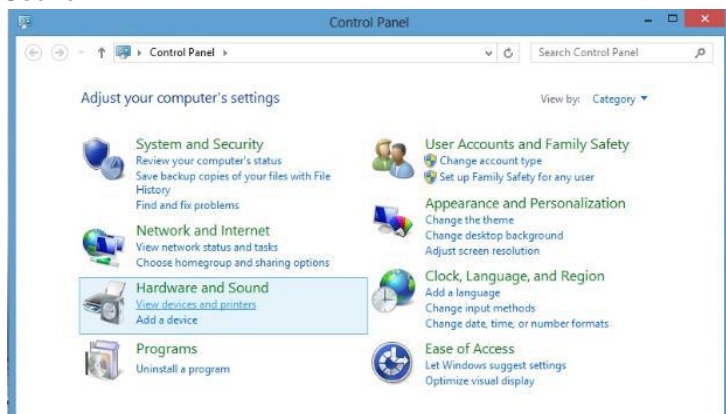 Control Panel
Control Panel
Search Control Panel
Adjust your computer's settings
View by: Category
System and Security
Review your computer's status
Save backup copies of your files with File
History
Find and fix problems
Network and Internet
View network status and tasks
Choose homegroup and sharing options
Hardware and Sound
View devices and printers
Add a device
Programs
Uninstall a program
User Accounts and Family Safety
Change account type
Set up Family Safety for any user
Appearance and Personalization
Change the theme
Change desktop background
Adjust screen resolution
Clock, Language, and Region
Add a language
Change input methods
Change date, time, or number formats
Ease of Access
Let Windows suggest settings
Optimize visual display